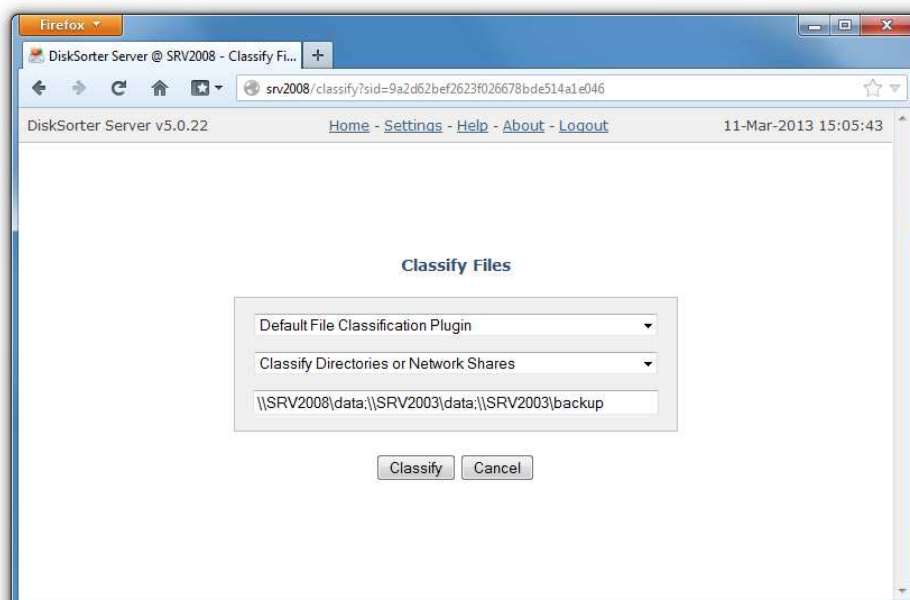 Firefox
DiskSorter Server @ SRV2008 - Classify Fi...
srv2008/classify?sid=9a2d62bef2623f026678bde514a1e046
DiskSorter Server v5.0.22 Home - Settings - Help - About - Logout 11-Mar-2013 15:05:43
Classify Files
Default File Classification Plugin
Classify Directories or Network Shares
\\SRV2008\data;\\SRV2003\data;\\SRV2003\backup
Classify Cancel